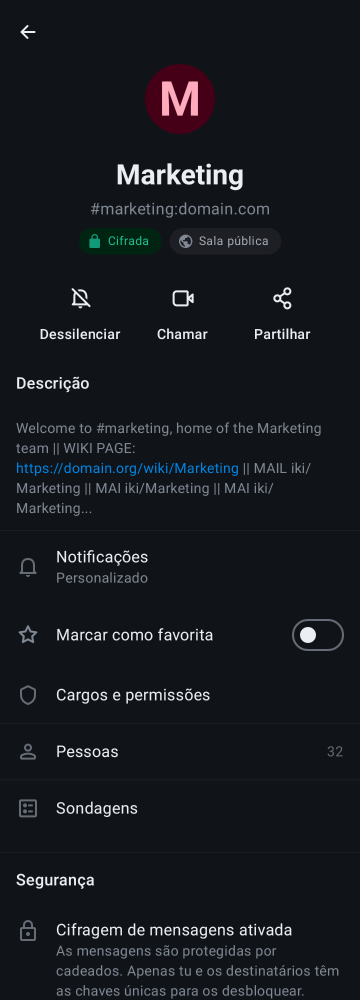 M
Marketing
#marketing:domain.com
Cifrada
Sala pública
Dessilenciar
Chamar
Partilhar
Descrição
Welcome to #marketing, home of the Marketing
team || WIKI PAGE:
https://domain.org/wiki/Marketing || MAIL iki/
Marketing || MAI iki/Marketing || MAI iki/
Marketing...
Notificações
Personalizado
Marcar como favorita
Cargos e permissões
Pessoas
32
Sondagens
Segurança
Cifragem de mensagens ativada
As mensagens são protegidas por
cadeados. Apenas tu e os destinatários têm
as chaves únicas para os desbloquear.